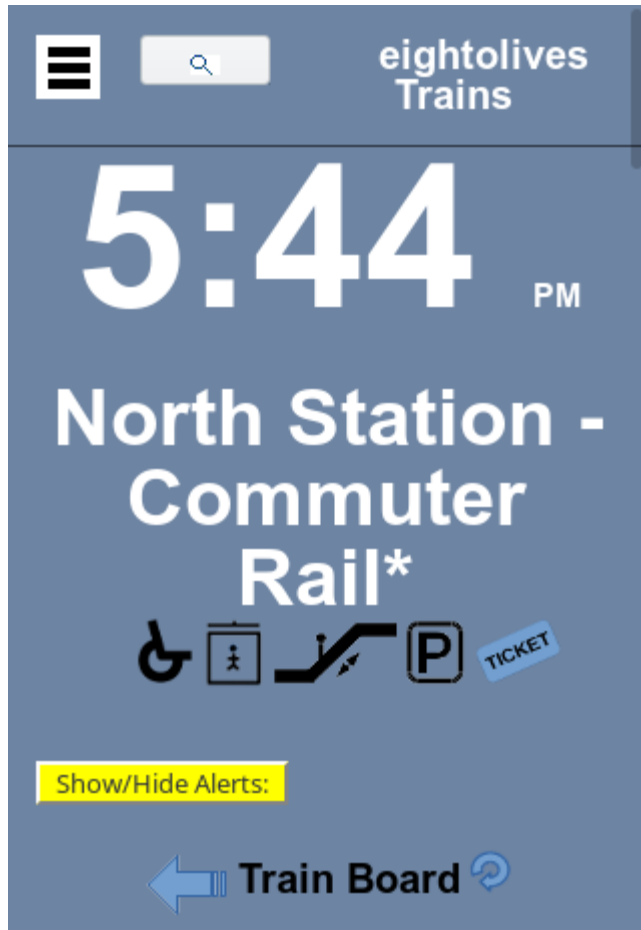 eightolives
Trains
5:44 PM
North Station -
Commuter
Rail*
P
TICKET
Show/Hide Alerts:
Train Board